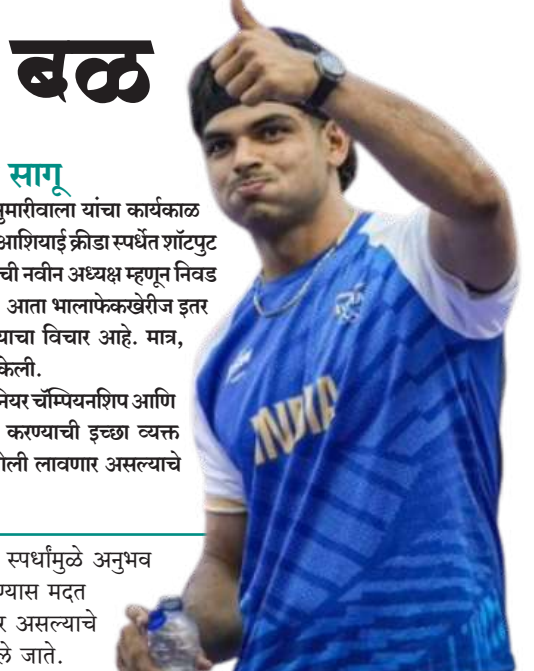 बळ
सागू
यांचा कार्यकाळ
आशियाई क्रीडा स्पर्धेत शॉटपुट
ची नवीन अध्यक्ष म्हणून निवड
आता भालाफेकखेरीज इतर
याचा विचार आहे. मात्र,
केली.
चॅम्पियनशिप आणि
करण्याची इच्छा व्यक्त
लावणार असल्याचे
स्पर्धांमुळे अनुभव
ण्यास मदत
असल्याचे
जाते.
INDIA